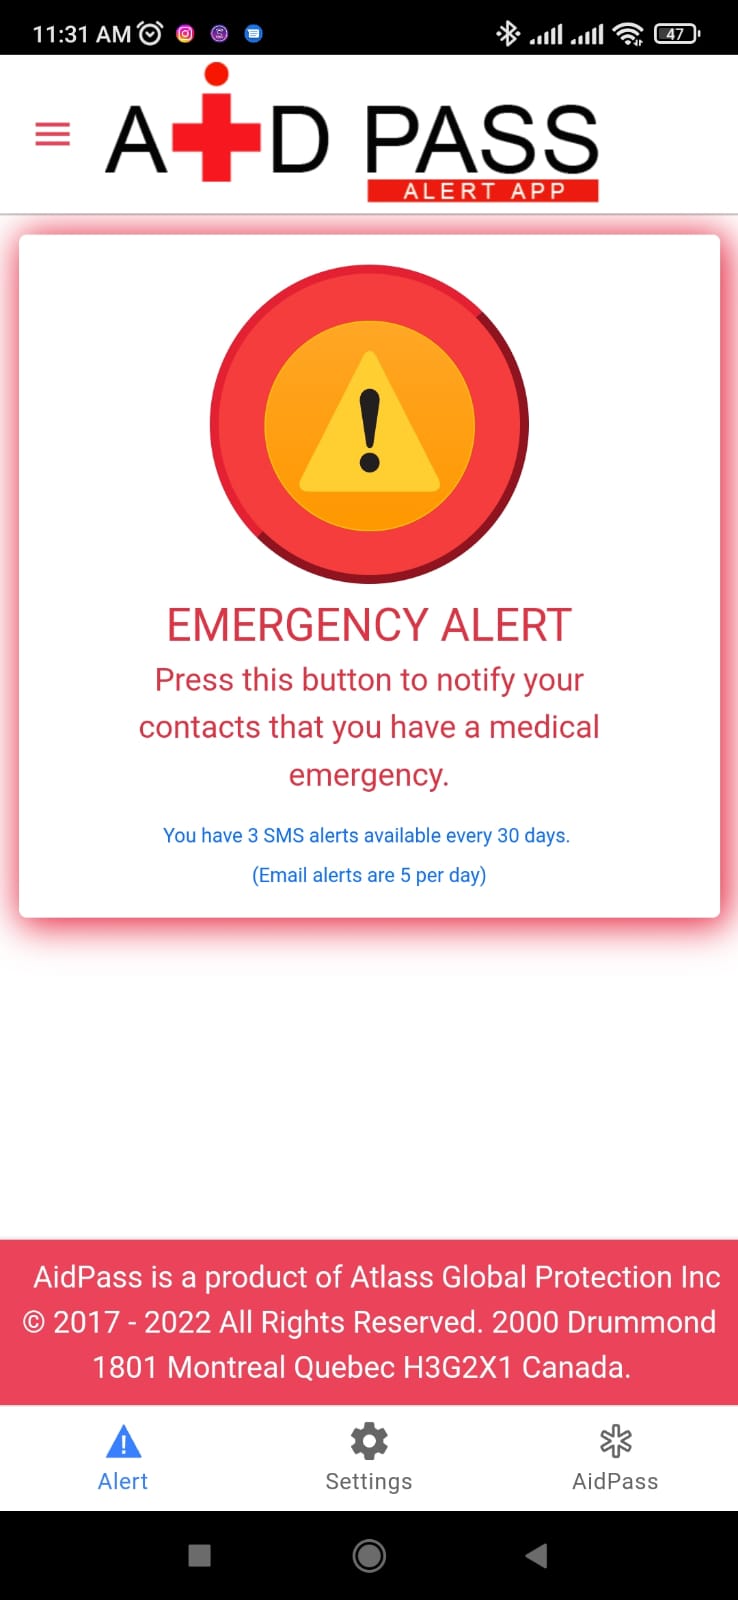 11:31 AM
47
A D PASS
ALERT APP
!
EMERGENCY ALERT
Press this button to notify your
contacts that you have a medical
emergency.
You have 3 SMS alerts available every 30 days.
(Email alerts are 5 per day)
AidPass is a product of Atlass Global Protection Inc
© 2017 - 2022 All Rights Reserved. 2000 Drummond
1801 Montreal Quebec H3G2X1 Canada.
Alert
Settings
AidPass